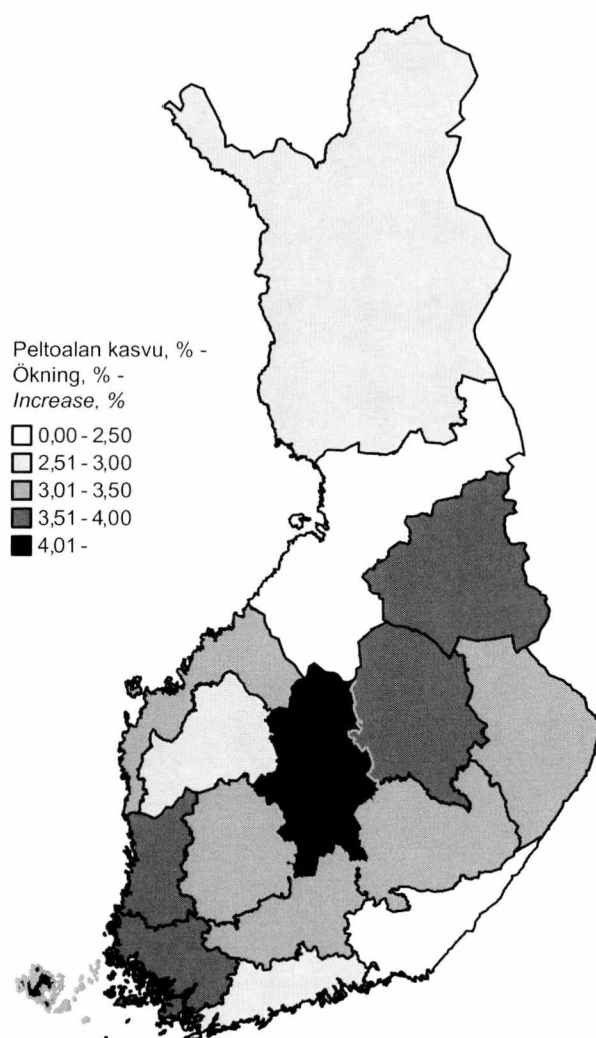 Peltoalan kasvu, % -
Ökning, % -
Increase, %
0,00 - 2,50
2,51 - 3,00
3,01 - 3,50
3,51 - 4,00
4,01 -